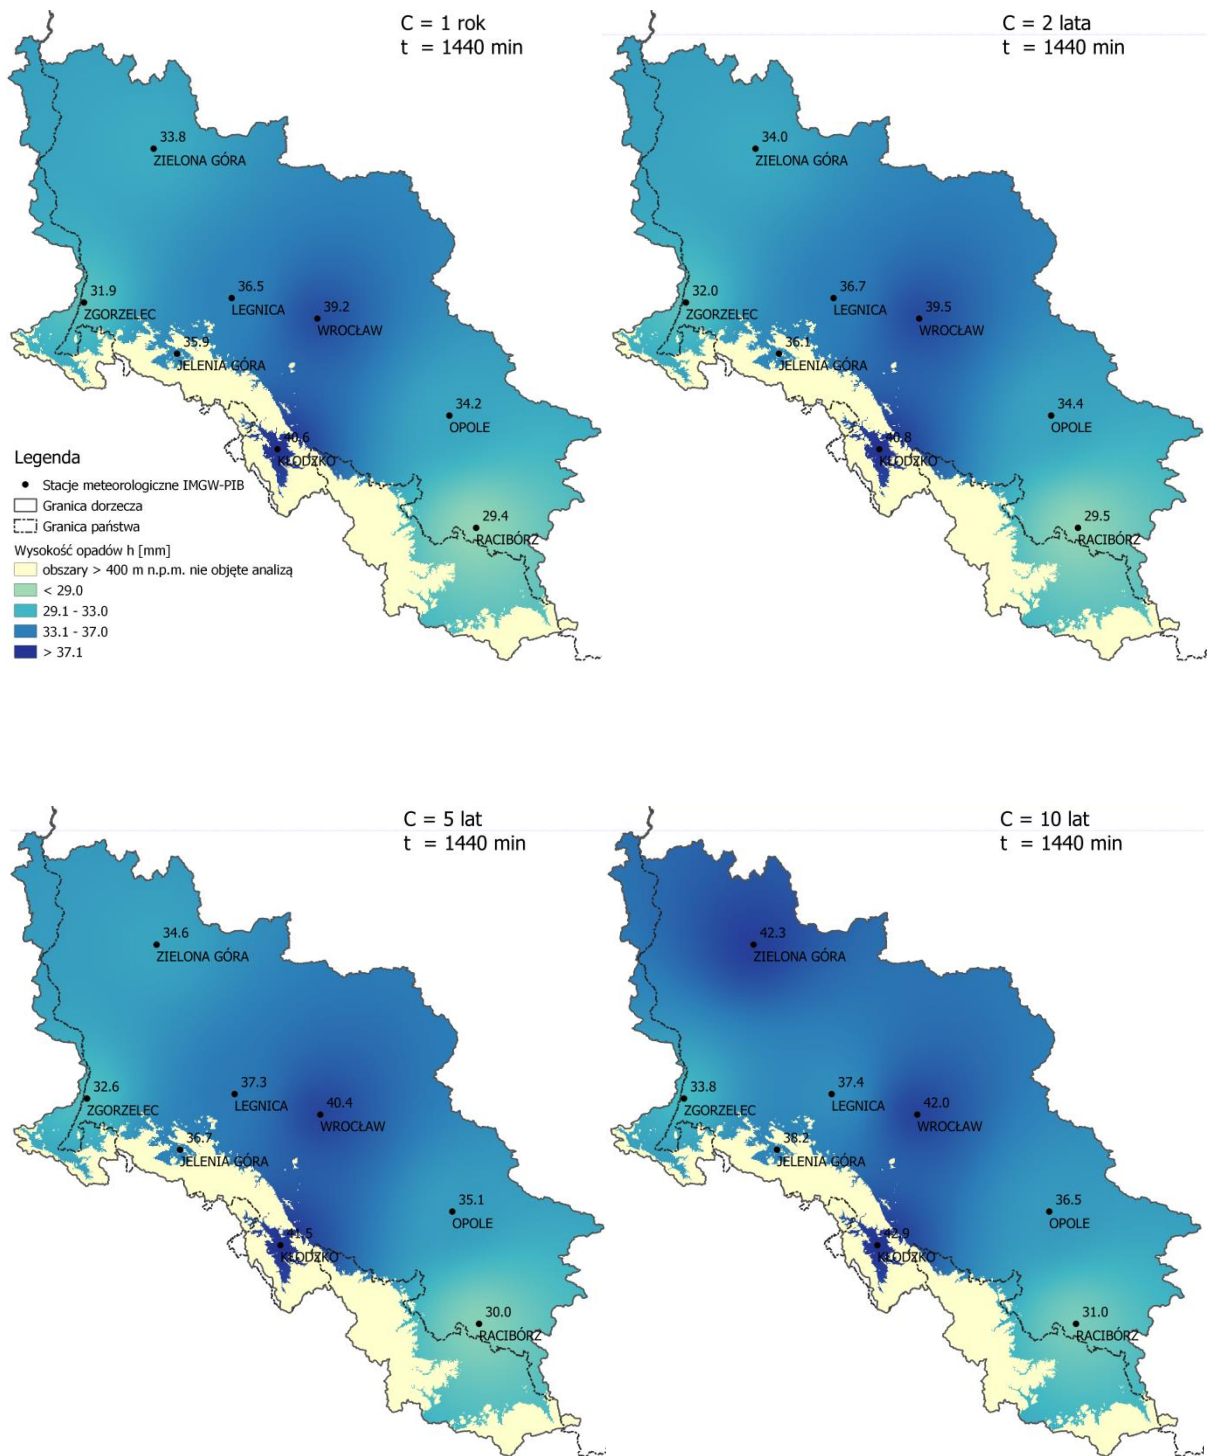 C = 1 rok
t = 1440 min
33.8
ZIELONA GÓRA
31.9
ZGORZELEC
36.5
LEGNICA
39.2
WROCŁAW
35.9
JELENIA GÓRA
34.2
OPOLE
40.6
KŁODZKO
29.4
RACIBÓRZ
Legenda
Stacje meteorologiczne IMGW-PIB
Granica dorzecza
Granica państwa
Wysokość opadów h [mm]
obszary > 400 m n.p.m. nie objęte analizą
< 29.0
29.1 - 33.0
33.1 - 37.0
> 37.1
C = 2 lata
t = 1440 min
34.0
ZIELONA GÓRA
32.0
ZGORZELEC
36.7
LEGNICA
39.5
WROCŁAW
36.1
JELENIA GÓRA
34.4
OPOLE
40.8
KŁODZKO
29.5
RACIBÓRZ
C = 5 lat
t = 1440 min
34.6
ZIELONA GÓRA
32.6
ZGORZELEC
37.3
LEGNICA
40.4
WROCŁAW
36.7
JELENIA GÓRA
35.1
OPOLE
41.5
KŁODZKO
30.0
RACIBÓRZ
C = 10 lat
t = 1440 min
42.3
ZIELONA GÓRA
33.8
ZGORZELEC
37.4
LEGNICA
42.0
WROCŁAW
38.2
JELENIA GÓRA
36.5
OPOLE
42.9
KŁODZKO
31.0
RACIBÓRZ